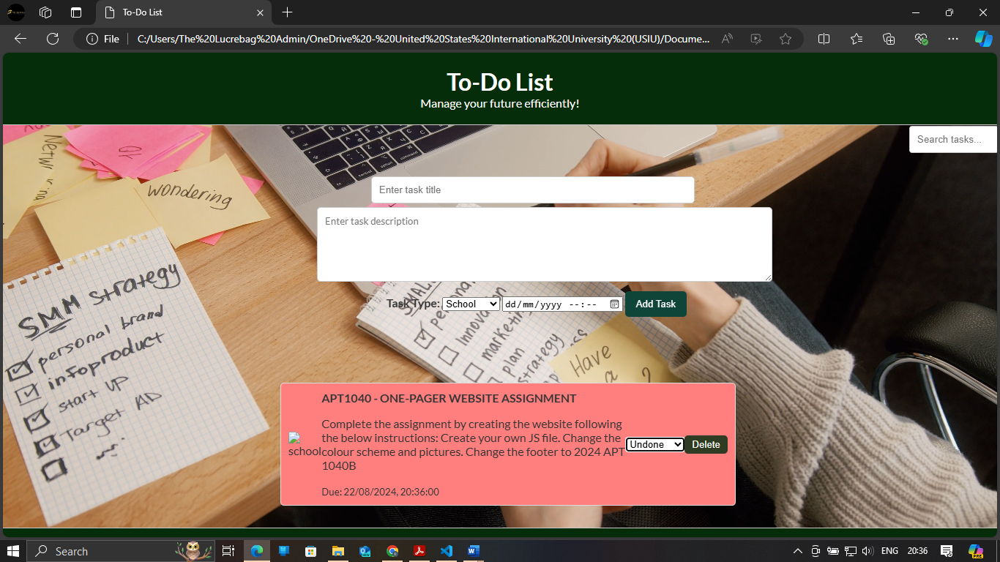 To-Do List
File
C:/Users/The%20Lucrebag%20Admin/OneDrive%20-%20United%20States%20International%20University%20(USIU)/Docume...
To-Do List
Manage your future efficiently!
Search tasks...
wondering
Enter task title
Enter task description
SMM strategy
personal brand
infoproduct
start UP
Target AD
Task Type:
School
dd/mm/yyyy --:--
Add Task
marketing
plan
Have
a
?
APT1040 - ONE-PAGER WEBSITE ASSIGNMENT
school
Complete the assignment by creating the website following
the below instructions: Create your own JS file. Change the
colour scheme and pictures. Change the footer to 2024 APT
1040B
Due: 22/08/2024, 20:36:00
Undone
Delete
Search
ENG
20:36
PRE